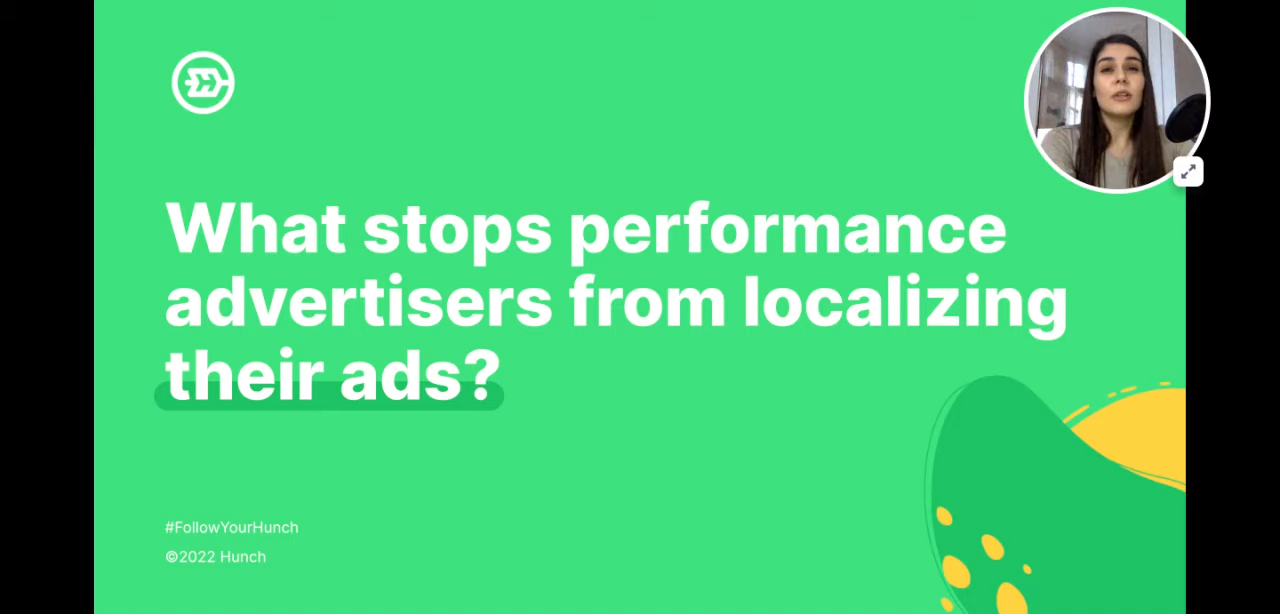 What stops performance
advertisers from localizing
their ads?
#FollowYourHunch
©2022 Hunch